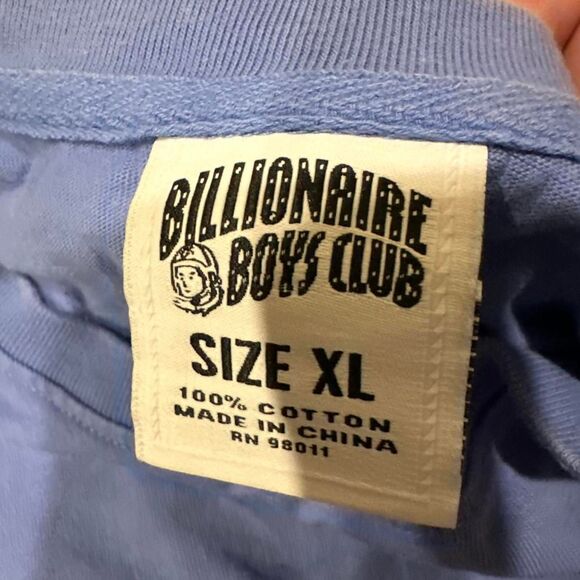 BILLIONAIRE
BOYS CLUB
SIZE XL
100% COTTON
MADE IN CHINA
RN 98011